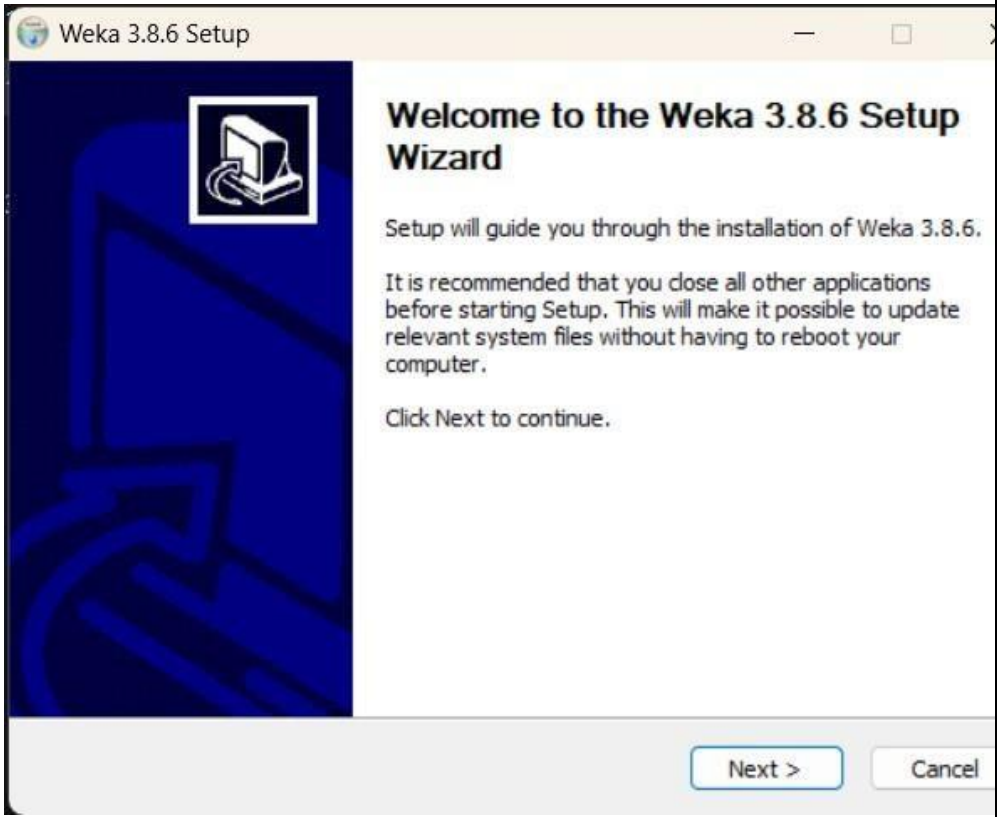 Weka 3.8.6 Setup
Welcome to the Weka 3.8.6 Setup
Wizard
Setup will guide you through the installation of Weka 3.8.6.
It is recommended that you close all other applications
before starting Setup. This will make it possible to update
relevant system files without having to reboot your
computer.
Click Next to continue.
Next >
Cancel